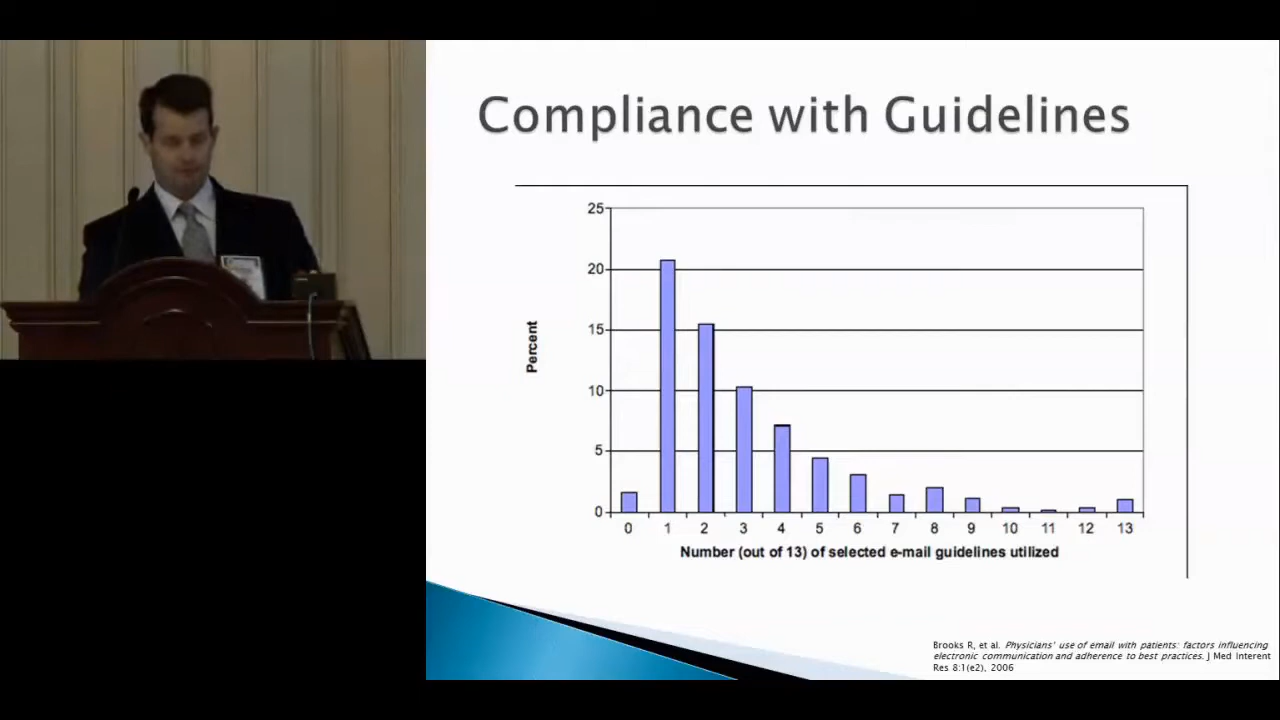 Compliance with Guidelines
25
20
15
10
5
0
Percent
0 1 2 3 4 5 6 7 8 9 10 11 12 13
Number (out of 13) of selected e-mail guidelines utilized
Brooks R, et al. Physicians' use of email with patients: factors influencing
electronic communication and adherence to best practices. J Med Interent
Res 8:1(e2), 2006